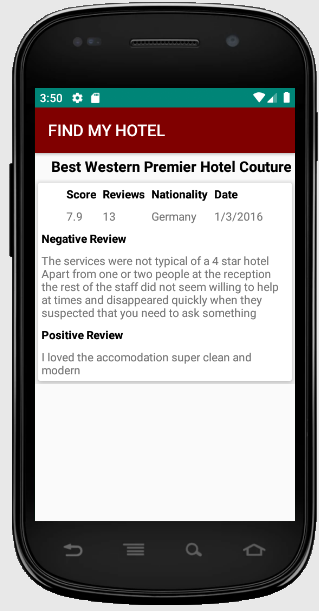 3:50
FIND MY HOTEL
Best Western Premier Hotel Couture
Score Reviews Nationality Date
7.9 13 Germany 1/3/2016
Negative Review
The services were not typical of a 4 star hotel
Apart from one or two people at the reception
the rest of the staff did not seem willing to help
at times and disappeared quickly when they
suspected that you need to ask something
Positive Review
I loved the accomodation super clean and
modern